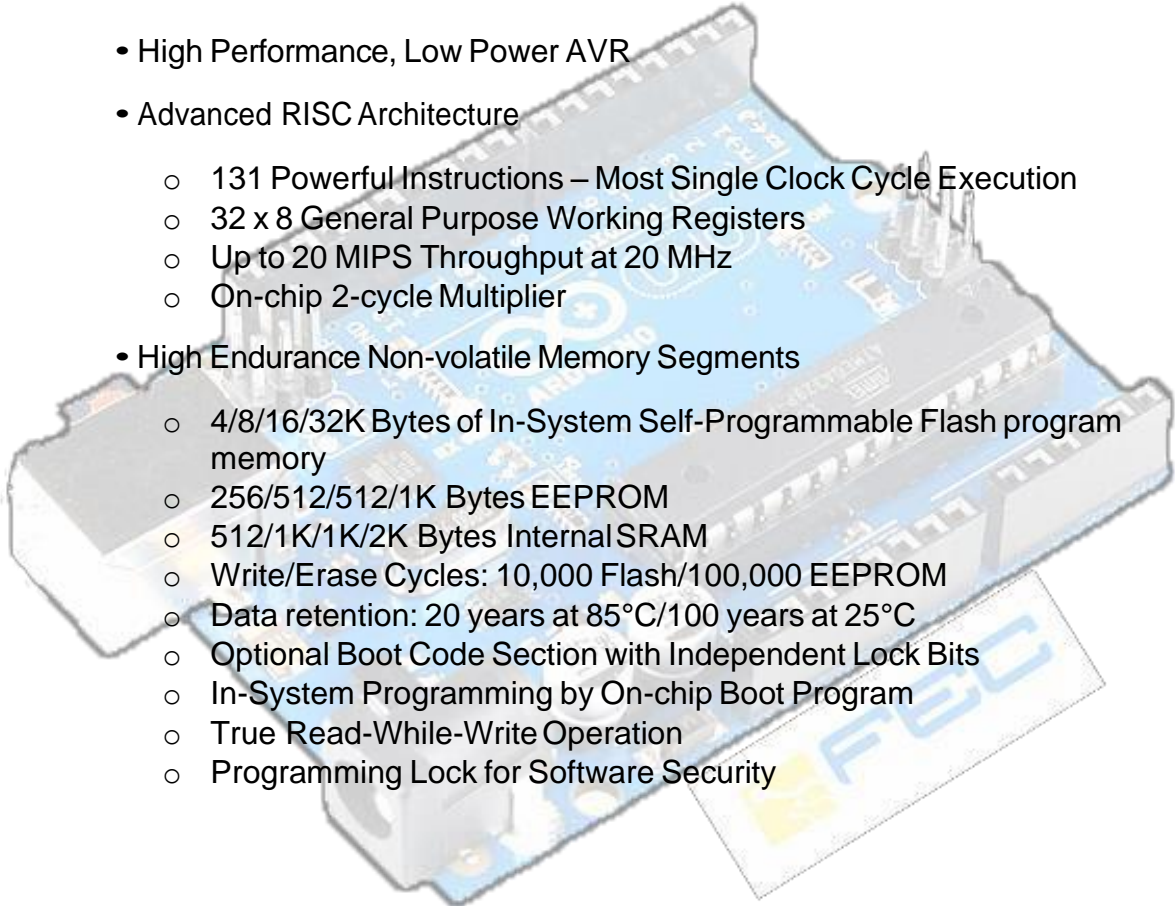 • High Performance, Low Power AVR
• Advanced RISC Architecture
o 131 Powerful Instructions – Most Single Clock Cycle Execution
o 32 x 8 General Purpose Working Registers
o Up to 20 MIPS Throughput at 20 MHz
o On-chip 2-cycle Multiplier
• High Endurance Non-volatile Memory Segments
o 4/8/16/32K Bytes of In-System Self-Programmable Flash program
memory
o 256/512/512/1K Bytes EEPROM
o 512/1K/1K/2K Bytes Internal SRAM
o Write/Erase Cycles: 10,000 Flash/100,000 EEPROM
o Data retention: 20 years at 85°C/100 years at 25°C
o Optional Boot Code Section with Independent Lock Bits
o In-System Programming by On-chip Boot Program
o True Read-While-Write Operation
o Programming Lock for Software Security
FEC